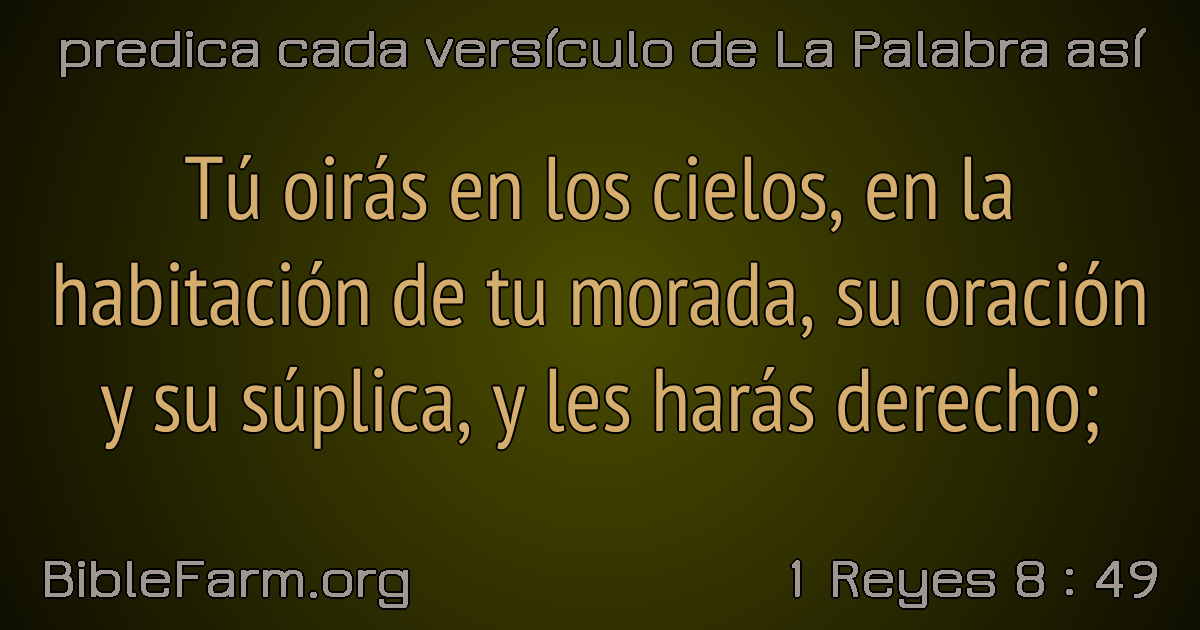 predica cada versículo de La Palabra así
Tú oirás en los cielos, en la
habitación de tu morada, su oración
y su súplica, y les harás derecho;
BibleFarm.org
1 Reyes 8 : 49